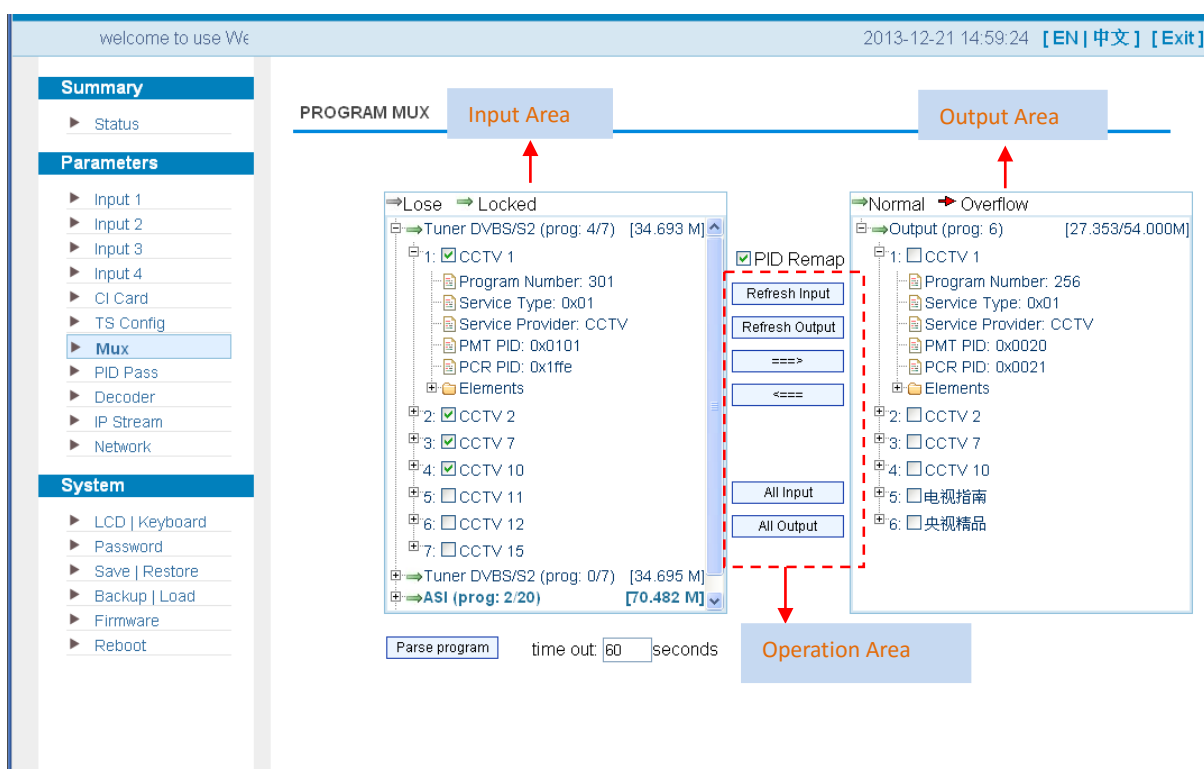 welcome to use We
2013-12-21 14:59:24 [ EN | 中文 ] [ Exit ]
Summary
Status
Parameters
Input 1
Input 2
Input 3
Input 4
CI Card
TS Config
Mux
PID Pass
Decoder
IP Stream
Network
System
LCD | Keyboard
Password
Save | Restore
Backup | Load
Firmware
Reboot
PROGRAM MUX
Input Area
Output Area
Lose Locked
Tuner DVBS/S2 (prog: 4/7) [34.693 M]
1: CCTV 1
Program Number: 301
Service Type: 0x01
Service Provider: CCTV
PMT PID: 0x0101
PCR PID: 0x1ffe
Elements
2: CCTV 2
3: CCTV 7
4: CCTV 10
5: CCTV 11
6: CCTV 12
7: CCTV 15
Tuner DVBS/S2 (prog: 0/7) [34.695 M]
ASI (prog: 2/20) [70.482 M]
PID Remap
Refresh Input
Refresh Output
===>
<===
All Input
All Output
Normal Overflow
Output (prog: 6) [27.353/54.000M]
1: CCTV 1
Program Number: 256
Service Type: 0x01
Service Provider: CCTV
PMT PID: 0x0020
PCR PID: 0x0021
Elements
2: CCTV 2
3: CCTV 7
4: CCTV 10
5: 电视指南
6: 央视精品
Parse program time out: 60 seconds
Operation Area